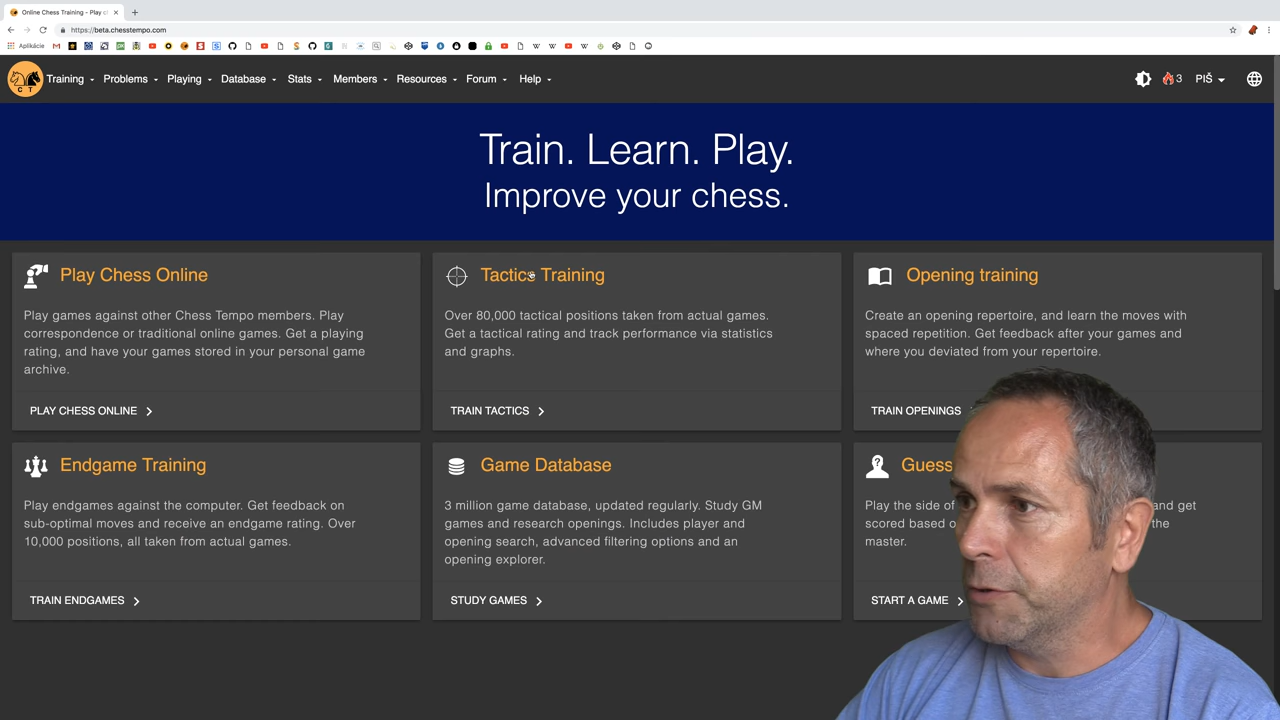 Online Chess Training - Play c
https://beta.chesstempo.com
Aplikácie
C T
Training
Problems
Playing
Database
Stats
Members
Resources
Forum
Help
3
PIŠ
Train. Learn. Play.
Improve your chess.
Play Chess Online
Play games against other Chess Tempo members. Play
correspondence or traditional online games. Get a playing
rating, and have your games stored in your personal game
archive.
PLAY CHESS ONLINE
Tactics Training
Over 80,000 tactical positions taken from actual games.
Get a tactical rating and track performance via statistics
and graphs.
TRAIN TACTICS
Opening training
Create an opening repertoire, and learn the moves with
spaced repetition. Get feedback after your games and
where you deviated from your repertoire.
TRAIN OPENINGS
Endgame Training
Play endgames against the computer. Get feedback on
sub-optimal moves and receive an endgame rating. Over
10,000 positions, all taken from actual games.
TRAIN ENDGAMES
Game Database
3 million game database, updated regularly. Study GM
games and research openings. Includes player and
opening search, advanced filtering options and an
opening explorer.
STUDY GAMES
Guess
Play the side of and get
scored based o the
master.
START A GAME